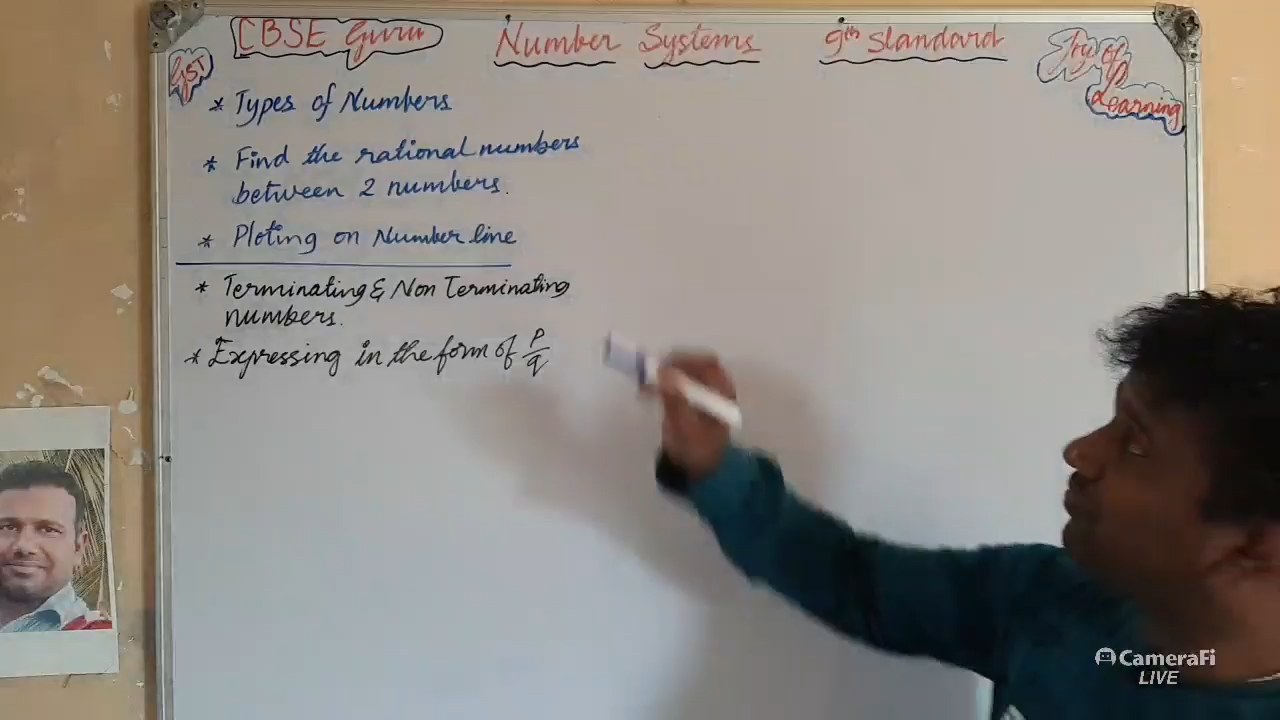 CBSE Guru
Number Systems
9th Standard
GST
Joy of
Learning
* Types of Numbers
* Find the rational numbers
between 2 numbers.
* Ploting on Number line
* Terminating & Non Terminating
numbers.
* Expressing in the form of P/q
CameraFi
LIVE